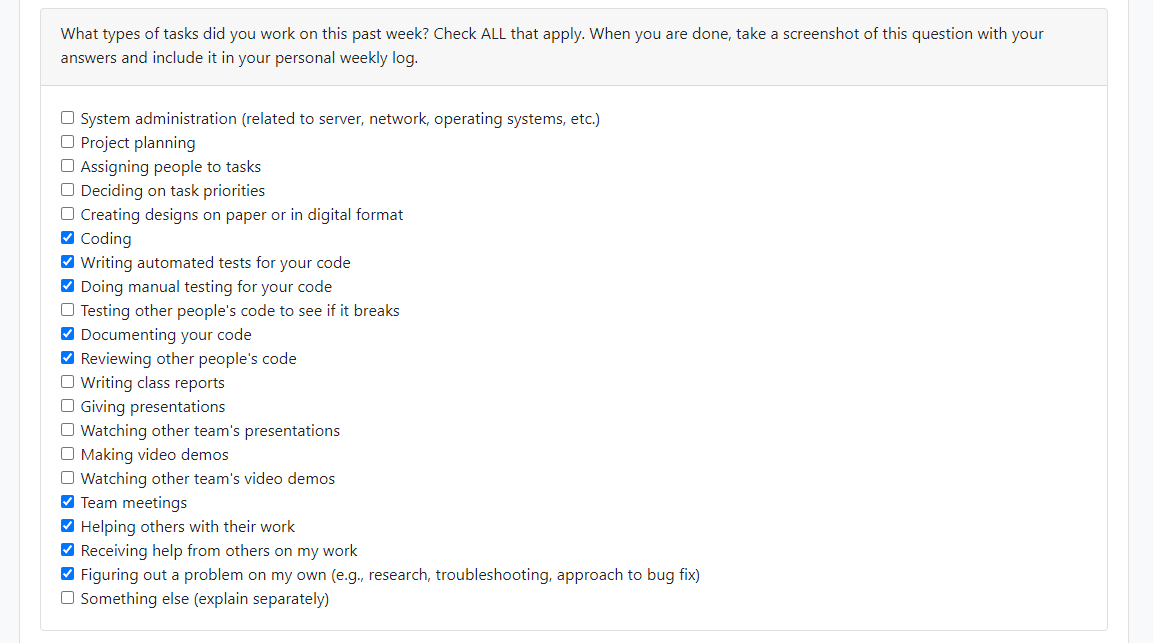 What types of tasks did you work on this past week? Check ALL that apply. When you are done, take a screenshot of this question with your
answers and include it in your personal weekly log.
System administration (related to server, network, operating systems, etc.)
Project planning
Assigning people to tasks
Deciding on task priorities
Creating designs on paper or in digital format
Coding
Writing automated tests for your code
Doing manual testing for your code
Testing other people's code to see if it breaks
Documenting your code
Reviewing other people's code
Writing class reports
Giving presentations
Watching other team's presentations
Making video demos
Watching other team's video demos
Team meetings
Helping others with their work
Receiving help from others on my work
Figuring out a problem on my own (e.g., research, troubleshooting, approach to bug fix)
Something else (explain separately)